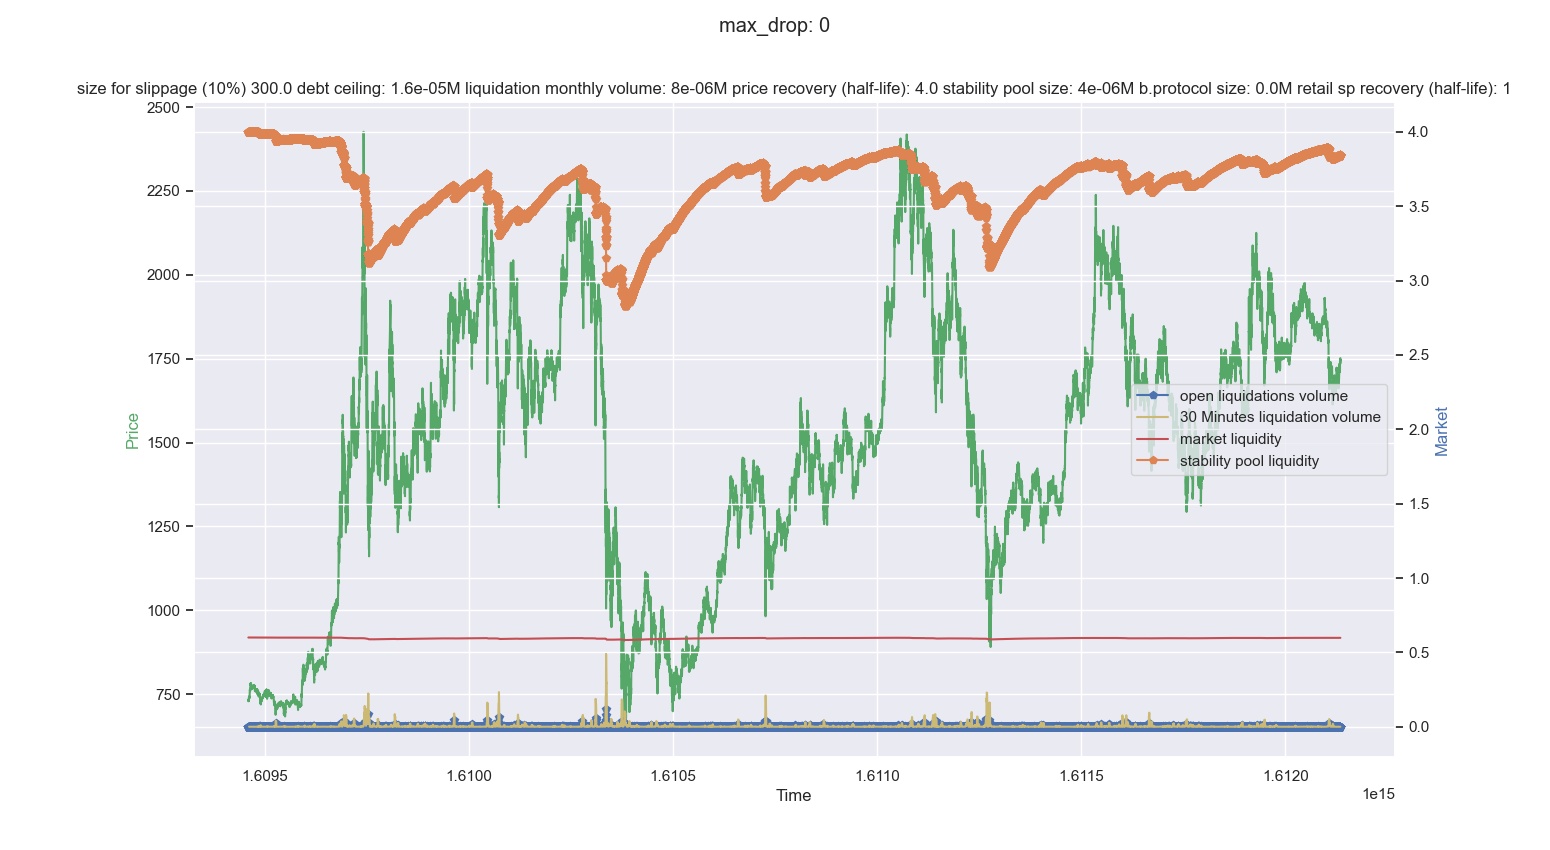 max_drop: 0
size for slippage (10%) 300.0 debt ceiling: 1.6e-05M liquidation monthly volume: 8e-06M price recovery (half-life): 4.0 stability pool size: 4e-06M b.protocol size: 0.0M retail sp recovery (half-life): 1
2500
2250
2000
1750
1500
1250
1000
750
Price
4.0
3.5
3.0
2.5
2.0
1.5
1.0
0.5
0.0
Market
open liquidations volume
30 Minutes liquidation volume
market liquidity
stability pool liquidity
1.6095 1.6100 1.6105 1.6110 1.6115 1.6120
1e15
Time